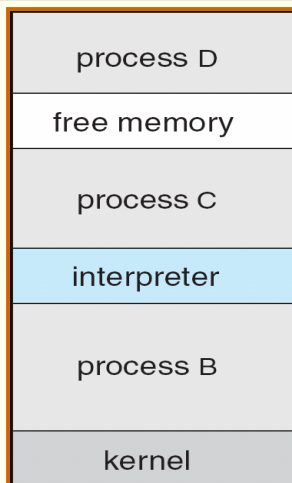 process D
free memory
process C
interpreter
process B
kernel